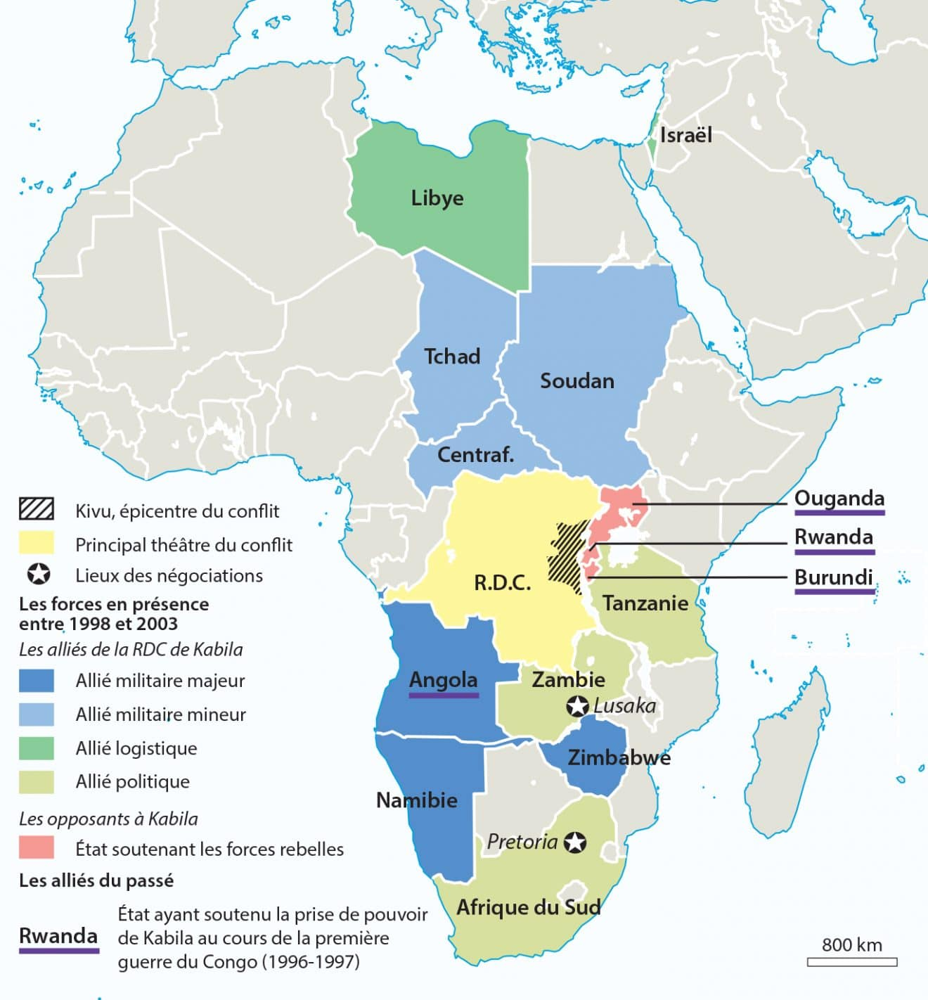 Israël
Libye
Tchad
Soudan
Centraf.
Ouganda
Rwanda
Burundi
R.D.C.
Tanzanie
Angola
Zambie
Lusaka
Zimbabwe
Namibie
Pretoria
Afrique du Sud
800 km
Kivu, épicentre du conflit
Principal théâtre du conflit
Lieux des négociations
Les forces en présence
entre 1998 et 2003
Les alliés de la RDC de Kabila
Allié militaire majeur
Allié militaire mineur
Allié logistique
Allié politique
Les opposants à Kabila
État soutenant les forces rebelles
Les alliés du passé
Rwanda
État ayant soutenu la prise de pouvoir
de Kabila au cours de la première
guerre du Congo (1996-1997)